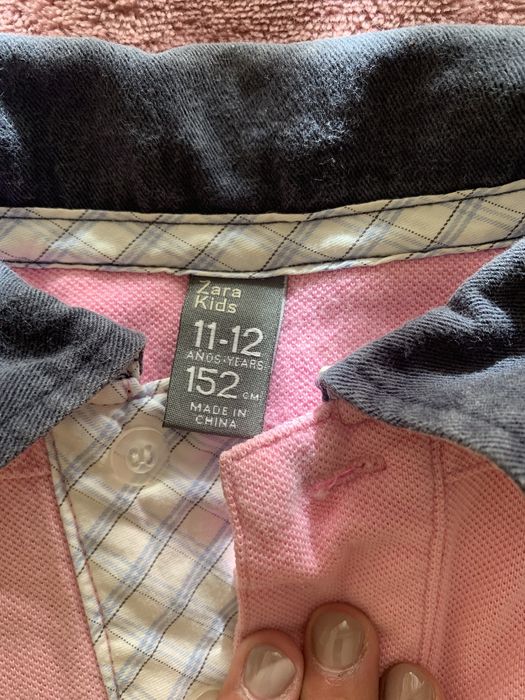 Zara
Kids
11-12
AÑOS-YEARS
152 CM
MADE IN
CHINA